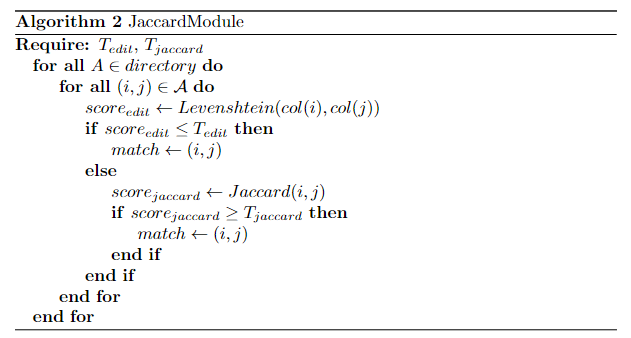 Algorithm 2 JaccardModule
Require: T_edit, T_jaccard
for all A ∈ directory do
for all (i, j) ∈ 𝒜 do
score_edit ← Levenshtein(col(i), col(j))
if score_edit ≤ T_edit then
match ← (i, j)
else
score_jaccard ← Jaccard(i, j)
if score_jaccard ≥ T_jaccard then
match ← (i, j)
end if
end if
end for
end for